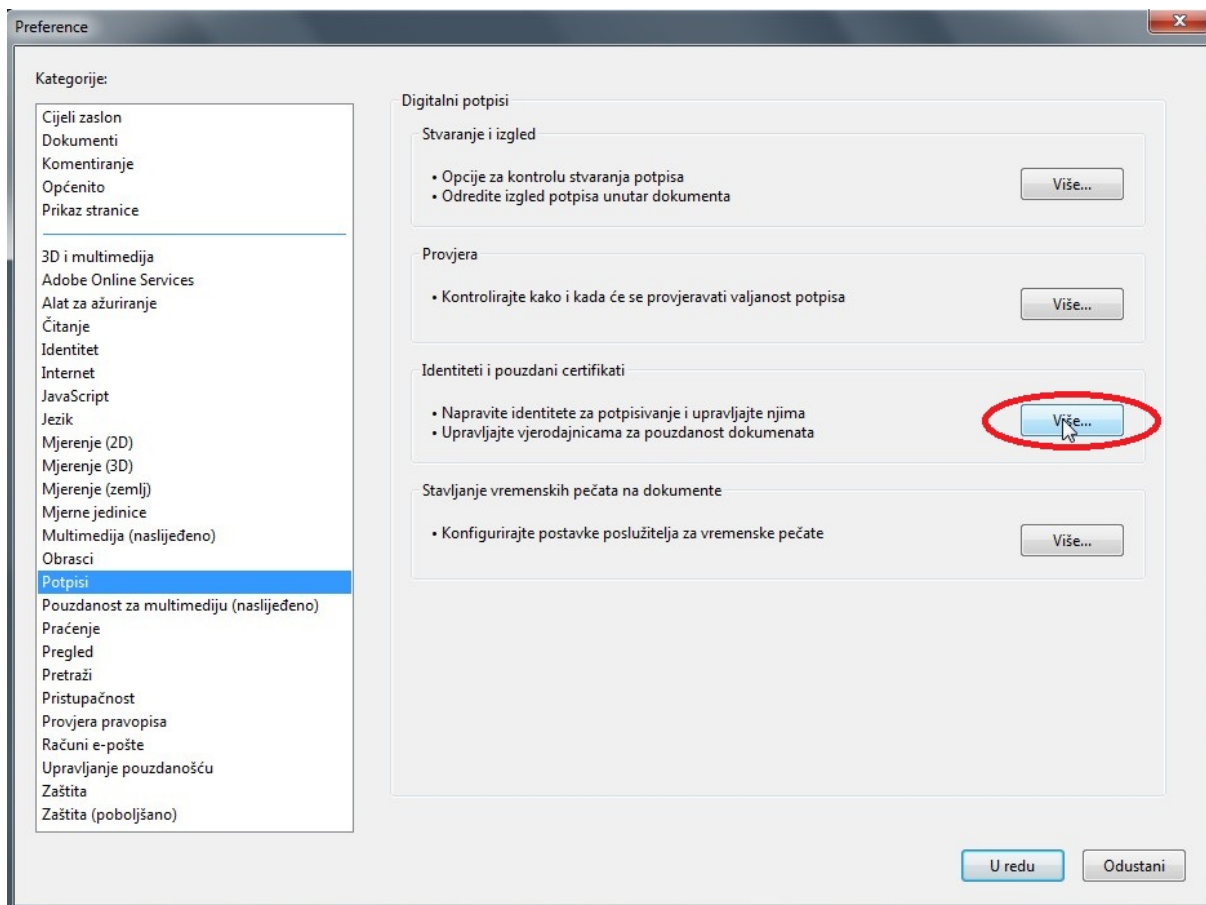 Preference
Kategorije:
Cijeli zaslon
Dokumenti
Komentiranje
Općenito
Prikaz stranice
3D i multimedija
Adobe Online Services
Alat za ažuriranje
Čitanje
Identitet
Internet
JavaScript
Jezik
Mjerenje (2D)
Mjerenje (3D)
Mjerenje (zemlj)
Mjerne jedinice
Multimedija (naslijeđeno)
Obrasci
Potpisi
Pouzdanost za multimediju (naslijeđeno)
Praćenje
Pregled
Pretraži
Pristupačnost
Provjera pravopisa
Računi e-pošte
Upravljanje pouzdanošću
Zaštita
Zaštita (poboljšano)
Digitalni potpisi
Stvaranje i izgled
• Opcije za kontrolu stvaranja potpisa
• Odredite izgled potpisa unutar dokumenta
Više...
Provjera
• Kontrolirajte kako i kada će se provjeravati valjanost potpisa
Više...
Identiteti i pouzdani certifikati
• Napravite identitete za potpisivanje i upravljajte njima
• Upravljajte vjerodajnicama za pouzdanost dokumenata
Više...
Stavljanje vremenskih pečata na dokumente
• Konfigurirajte postavke poslužitelja za vremenske pečate
Više...
U redu
Odustani